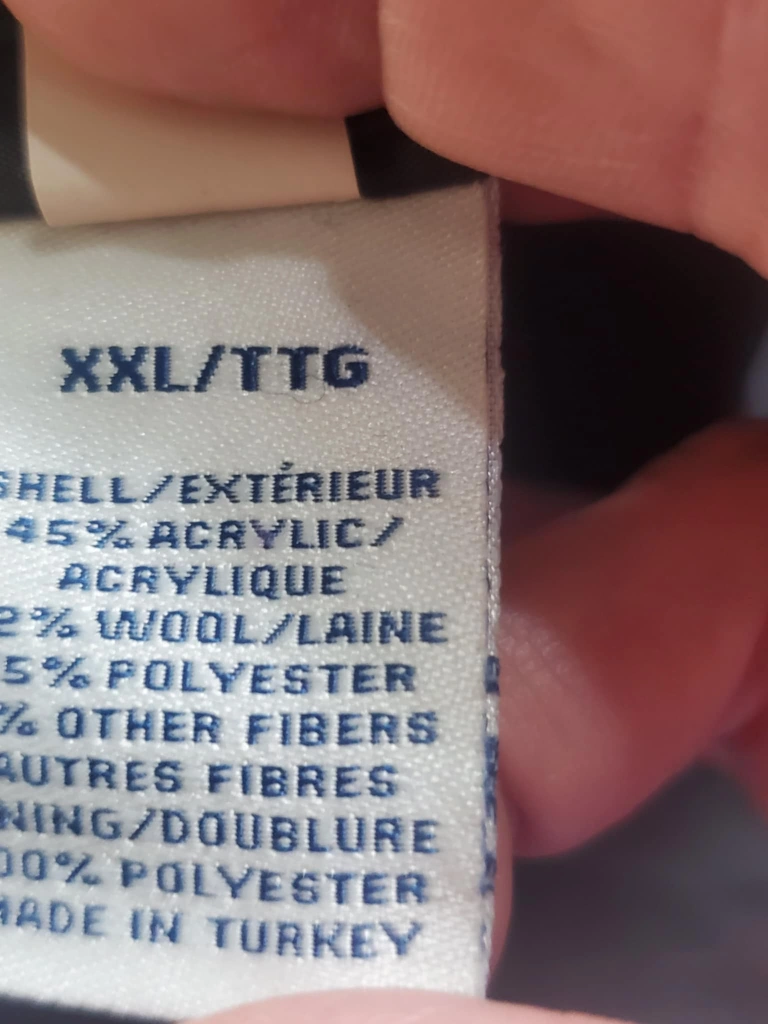 XXL/TTG
SHELL/EXTÉRIEUR
45% ACRYLIC/
ACRYLIQUE
2% WOOL/LAINE
5% POLYESTER
% OTHER FIBERS
AUTRES FIBRES
NING/DOUBLURE
00% POLYESTER
MADE IN TURKEY